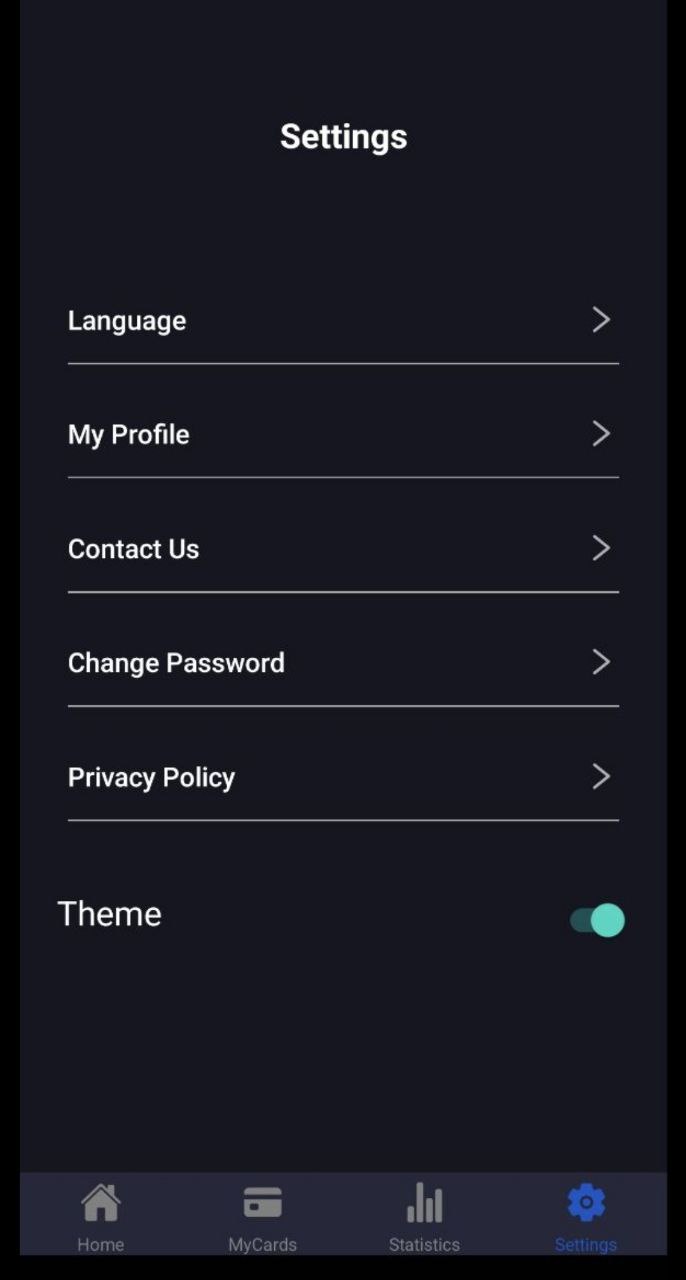 Settings
Language
My Profile
Contact Us
Change Password
Privacy Policy
Theme
Home
MyCards
Statistics
Settings